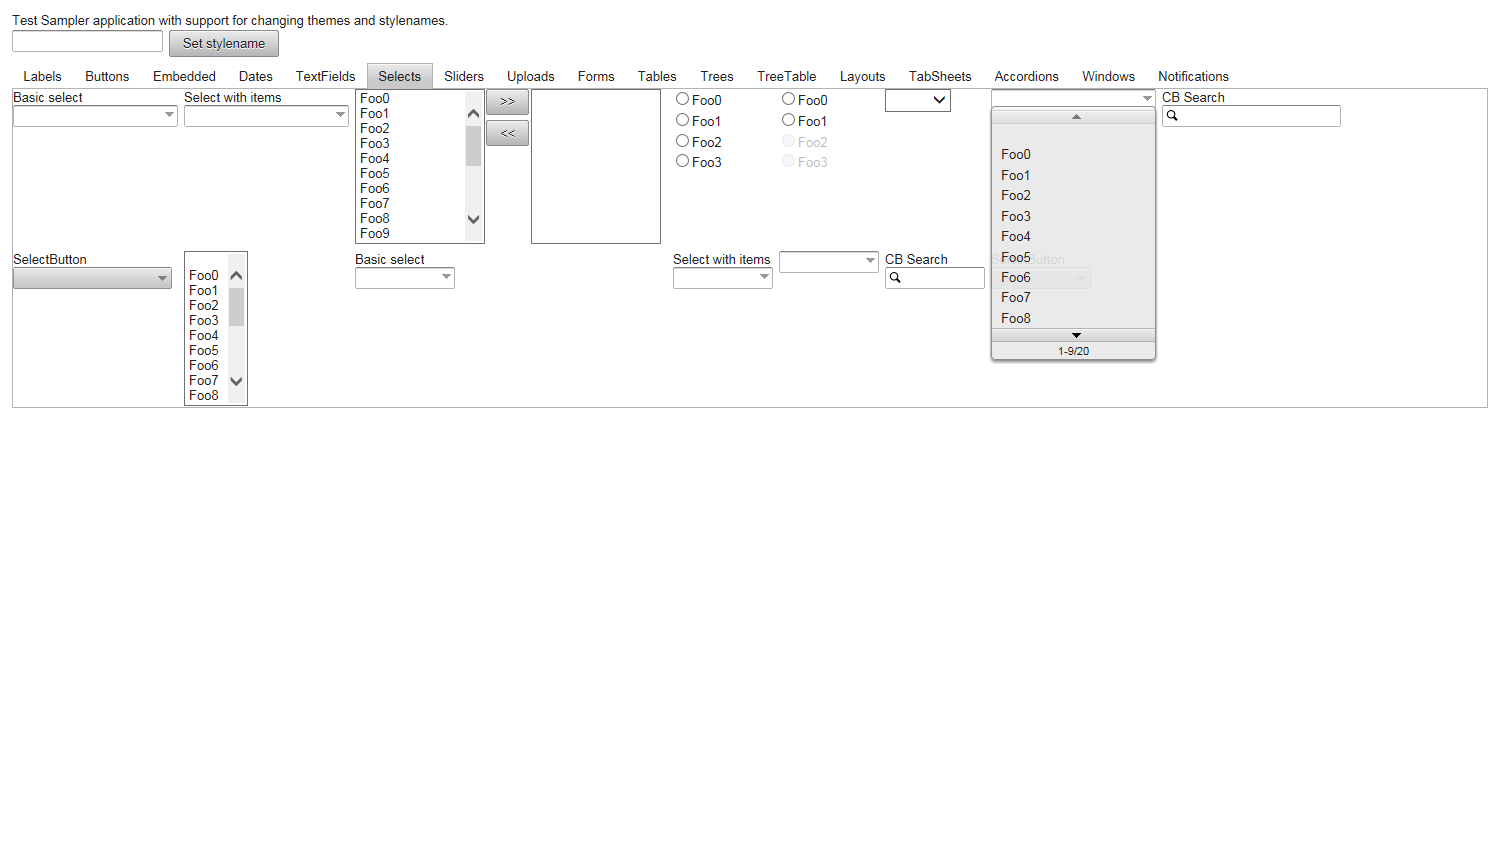 Test Sampler application with support for changing themes and stylenames.
Set stylename
Labels Buttons Embedded Dates TextFields Selects Sliders Uploads Forms Tables Trees TreeTable Layouts TabSheets Accordions Windows Notifications
Basic select
Select with items
Foo0
Foo1
Foo2
Foo3
Foo4
Foo5
Foo6
Foo7
Foo8
Foo9
>>
<<
Foo0
Foo1
Foo2
Foo3
Foo0
Foo1
Foo2
Foo3
Foo0
Foo1
Foo2
Foo3
Foo4
Foo5
Foo6
Foo7
Foo8
1-9/20
CB Search
SelectButton
Foo0
Foo1
Foo2
Foo3
Foo4
Foo5
Foo6
Foo7
Foo8
Basic select
Select with items
CB Search